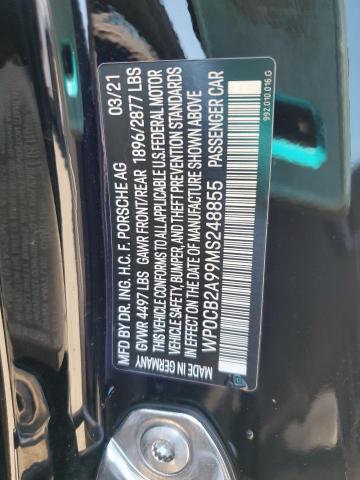 MFD BY DR. ING. H.C. F. PORSCHE AG 03/21
GVWR 4497 LBS GAWR FRONT/REAR 1896/2877 LBS
THIS VEHICLE CONFORMS TO ALL APPLICABLE U.S. FEDERAL MOTOR
VEHICLE SAFETY, BUMPER, AND THEFT PREVENTION STANDARDS
IN EFFECT ON THE DATE OF MANUFACTURE SHOWN ABOVE
WP0CB2A99MS248855 PASSENGER CAR
MADE IN GERMANY
992 010 016 G